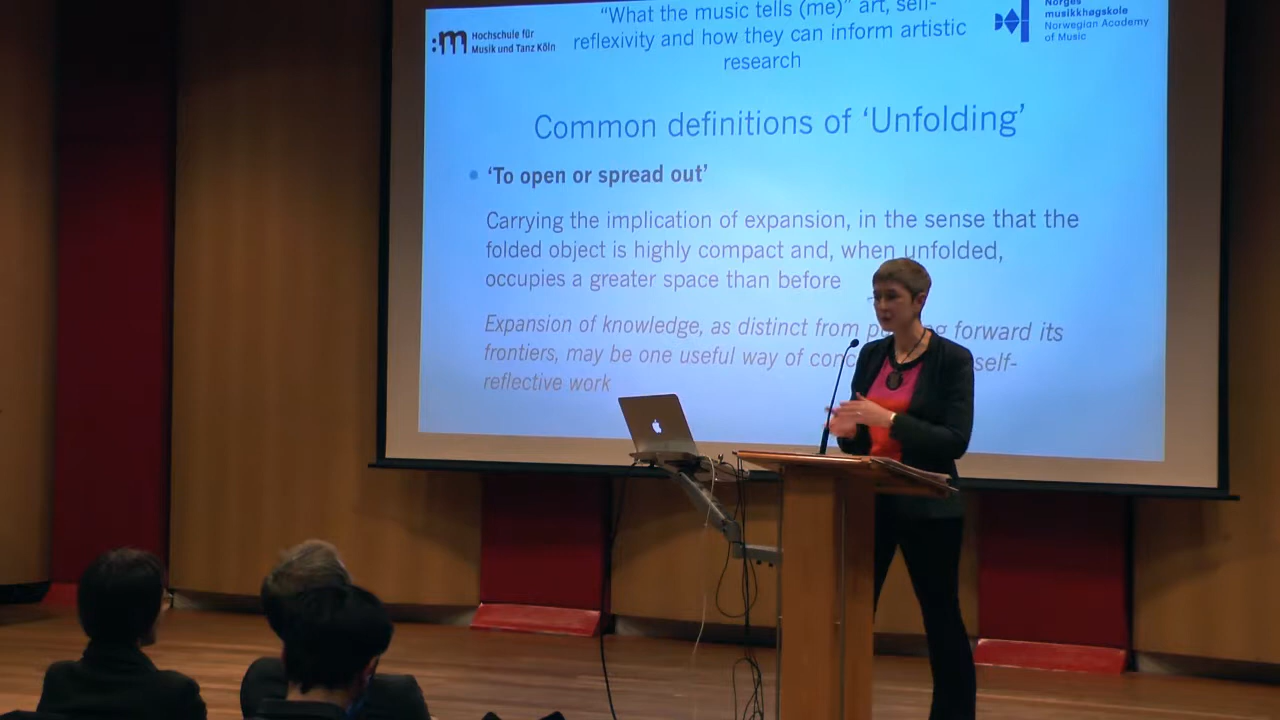 "What the music tells (me)" art, self-
reflexivity and how they can inform artistic
research
:m Hochschule für
Musik und Tanz Köln
Norges
musikkhøgskole
Norwegian Academy
of Music
Common definitions of 'Unfolding'
'To open or spread out'
Carrying the implication of expansion, in the sense that the
folded object is highly compact and, when unfolded,
occupies a greater space than before
Expansion of knowledge, as distinct from forward its
frontiers, may be one useful way of self-
reflective work